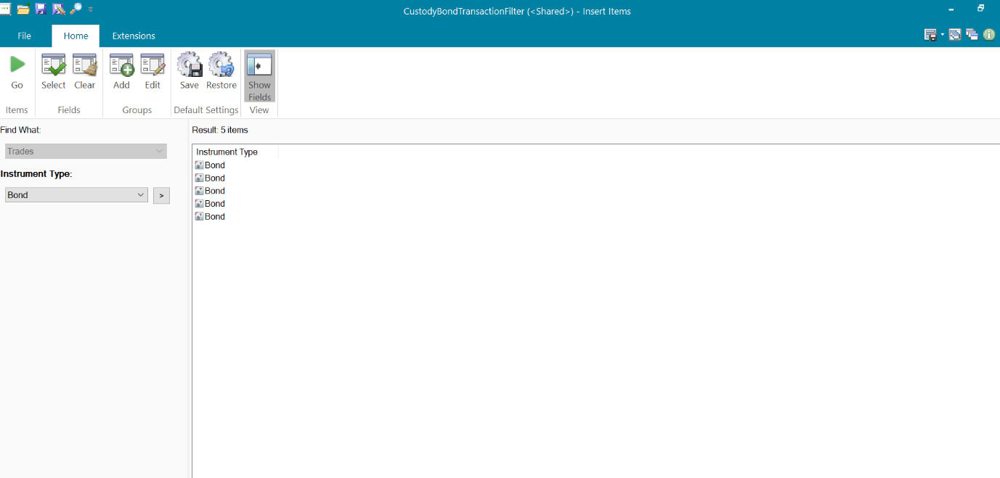 CustodyBondTransactionFilter (<Shared>) - Insert Items
File Home Extensions
Go Select Clear Add Edit Save Restore Show Fields
Items Fields Groups Default Settings View
Find What:
Trades
Instrument Type:
Bond >
Result: 5 items
Instrument Type
Bond
Bond
Bond
Bond
Bond